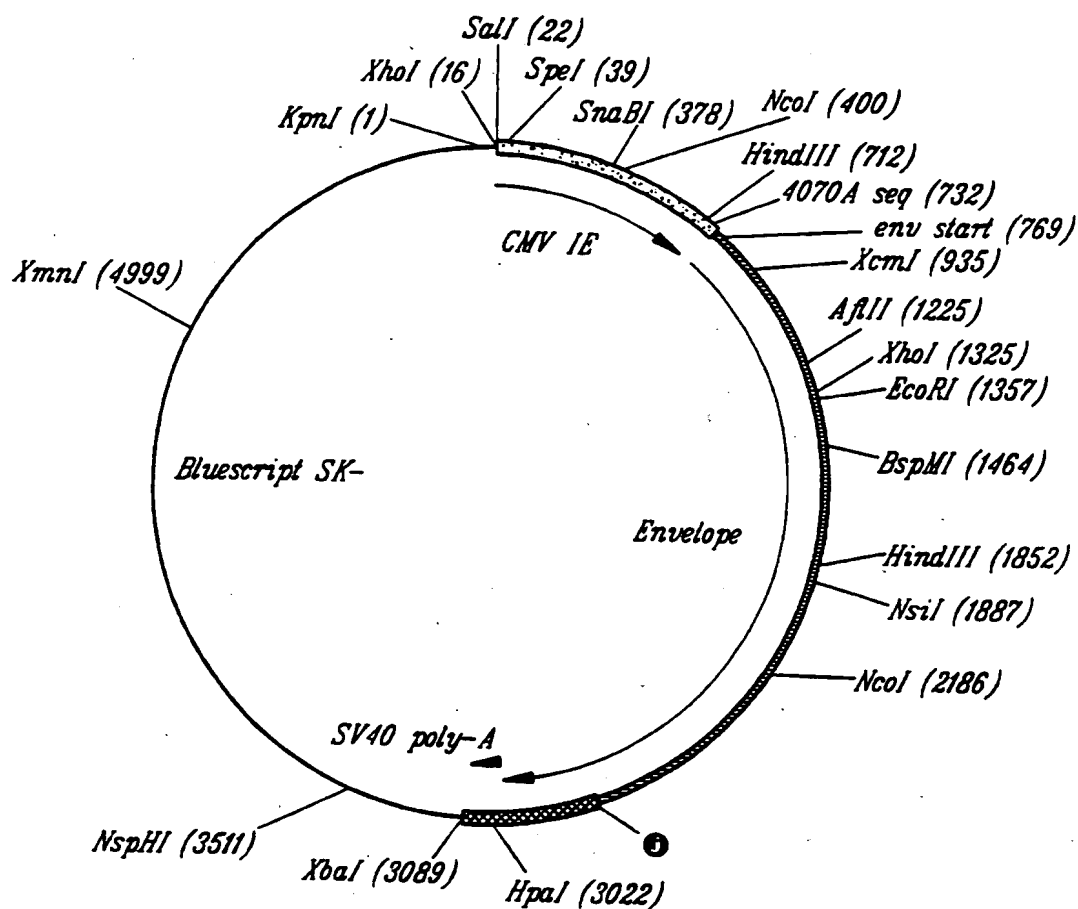 SalI (22)
XhoI (16)
SpeI (39)
KpnI (1)
SnaBI (378)
NcoI (400)
HindIII (712)
4070A seq (732)
env start (769)
CMV IE
XcmI (935)
XmnI (4999)
AflII (1225)
XhoI (1325)
EcoRI (1357)
Bluescript SK-
BspMI (1464)
Envelope
HindIII (1852)
NsiI (1887)
NcoI (2186)
SV40 poly-A
NspHI (3511)
XbaI (3089)
HpaI (3022)